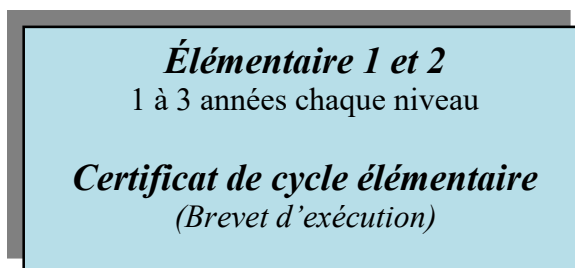 Élémentaire 1 et 2
1 à 3 années chaque niveau
Certificat de cycle élémentaire
(Brevet d’exécution)